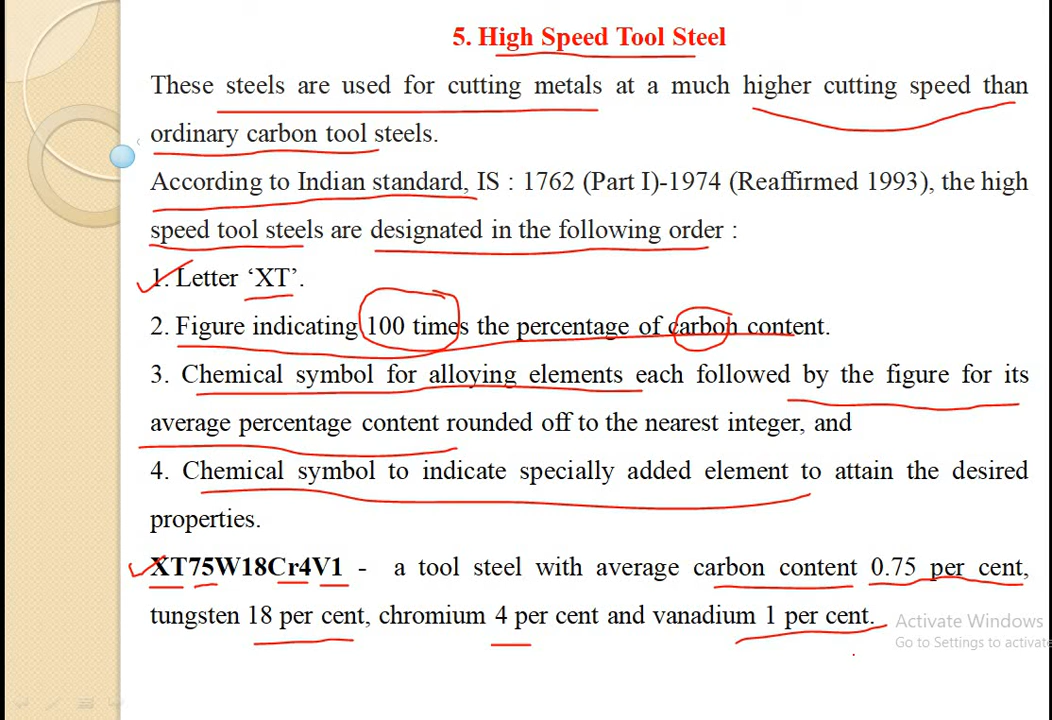 5. High Speed Tool Steel
These steels are used for cutting metals at a much higher cutting speed than
ordinary carbon tool steels.
According to Indian standard, IS : 1762 (Part I)-1974 (Reaffirmed 1993), the high
speed tool steels are designated in the following order :
1. Letter ‘XT’.
2. Figure indicating 100 times the percentage of carbon content.
3. Chemical symbol for alloying elements each followed by the figure for its
average percentage content rounded off to the nearest integer, and
4. Chemical symbol to indicate specially added element to attain the desired
properties.
XT75W18Cr4V1 - a tool steel with average carbon content 0.75 per cent,
tungsten 18 per cent, chromium 4 per cent and vanadium 1 per cent.
Activate Windows
Go to Settings to activate